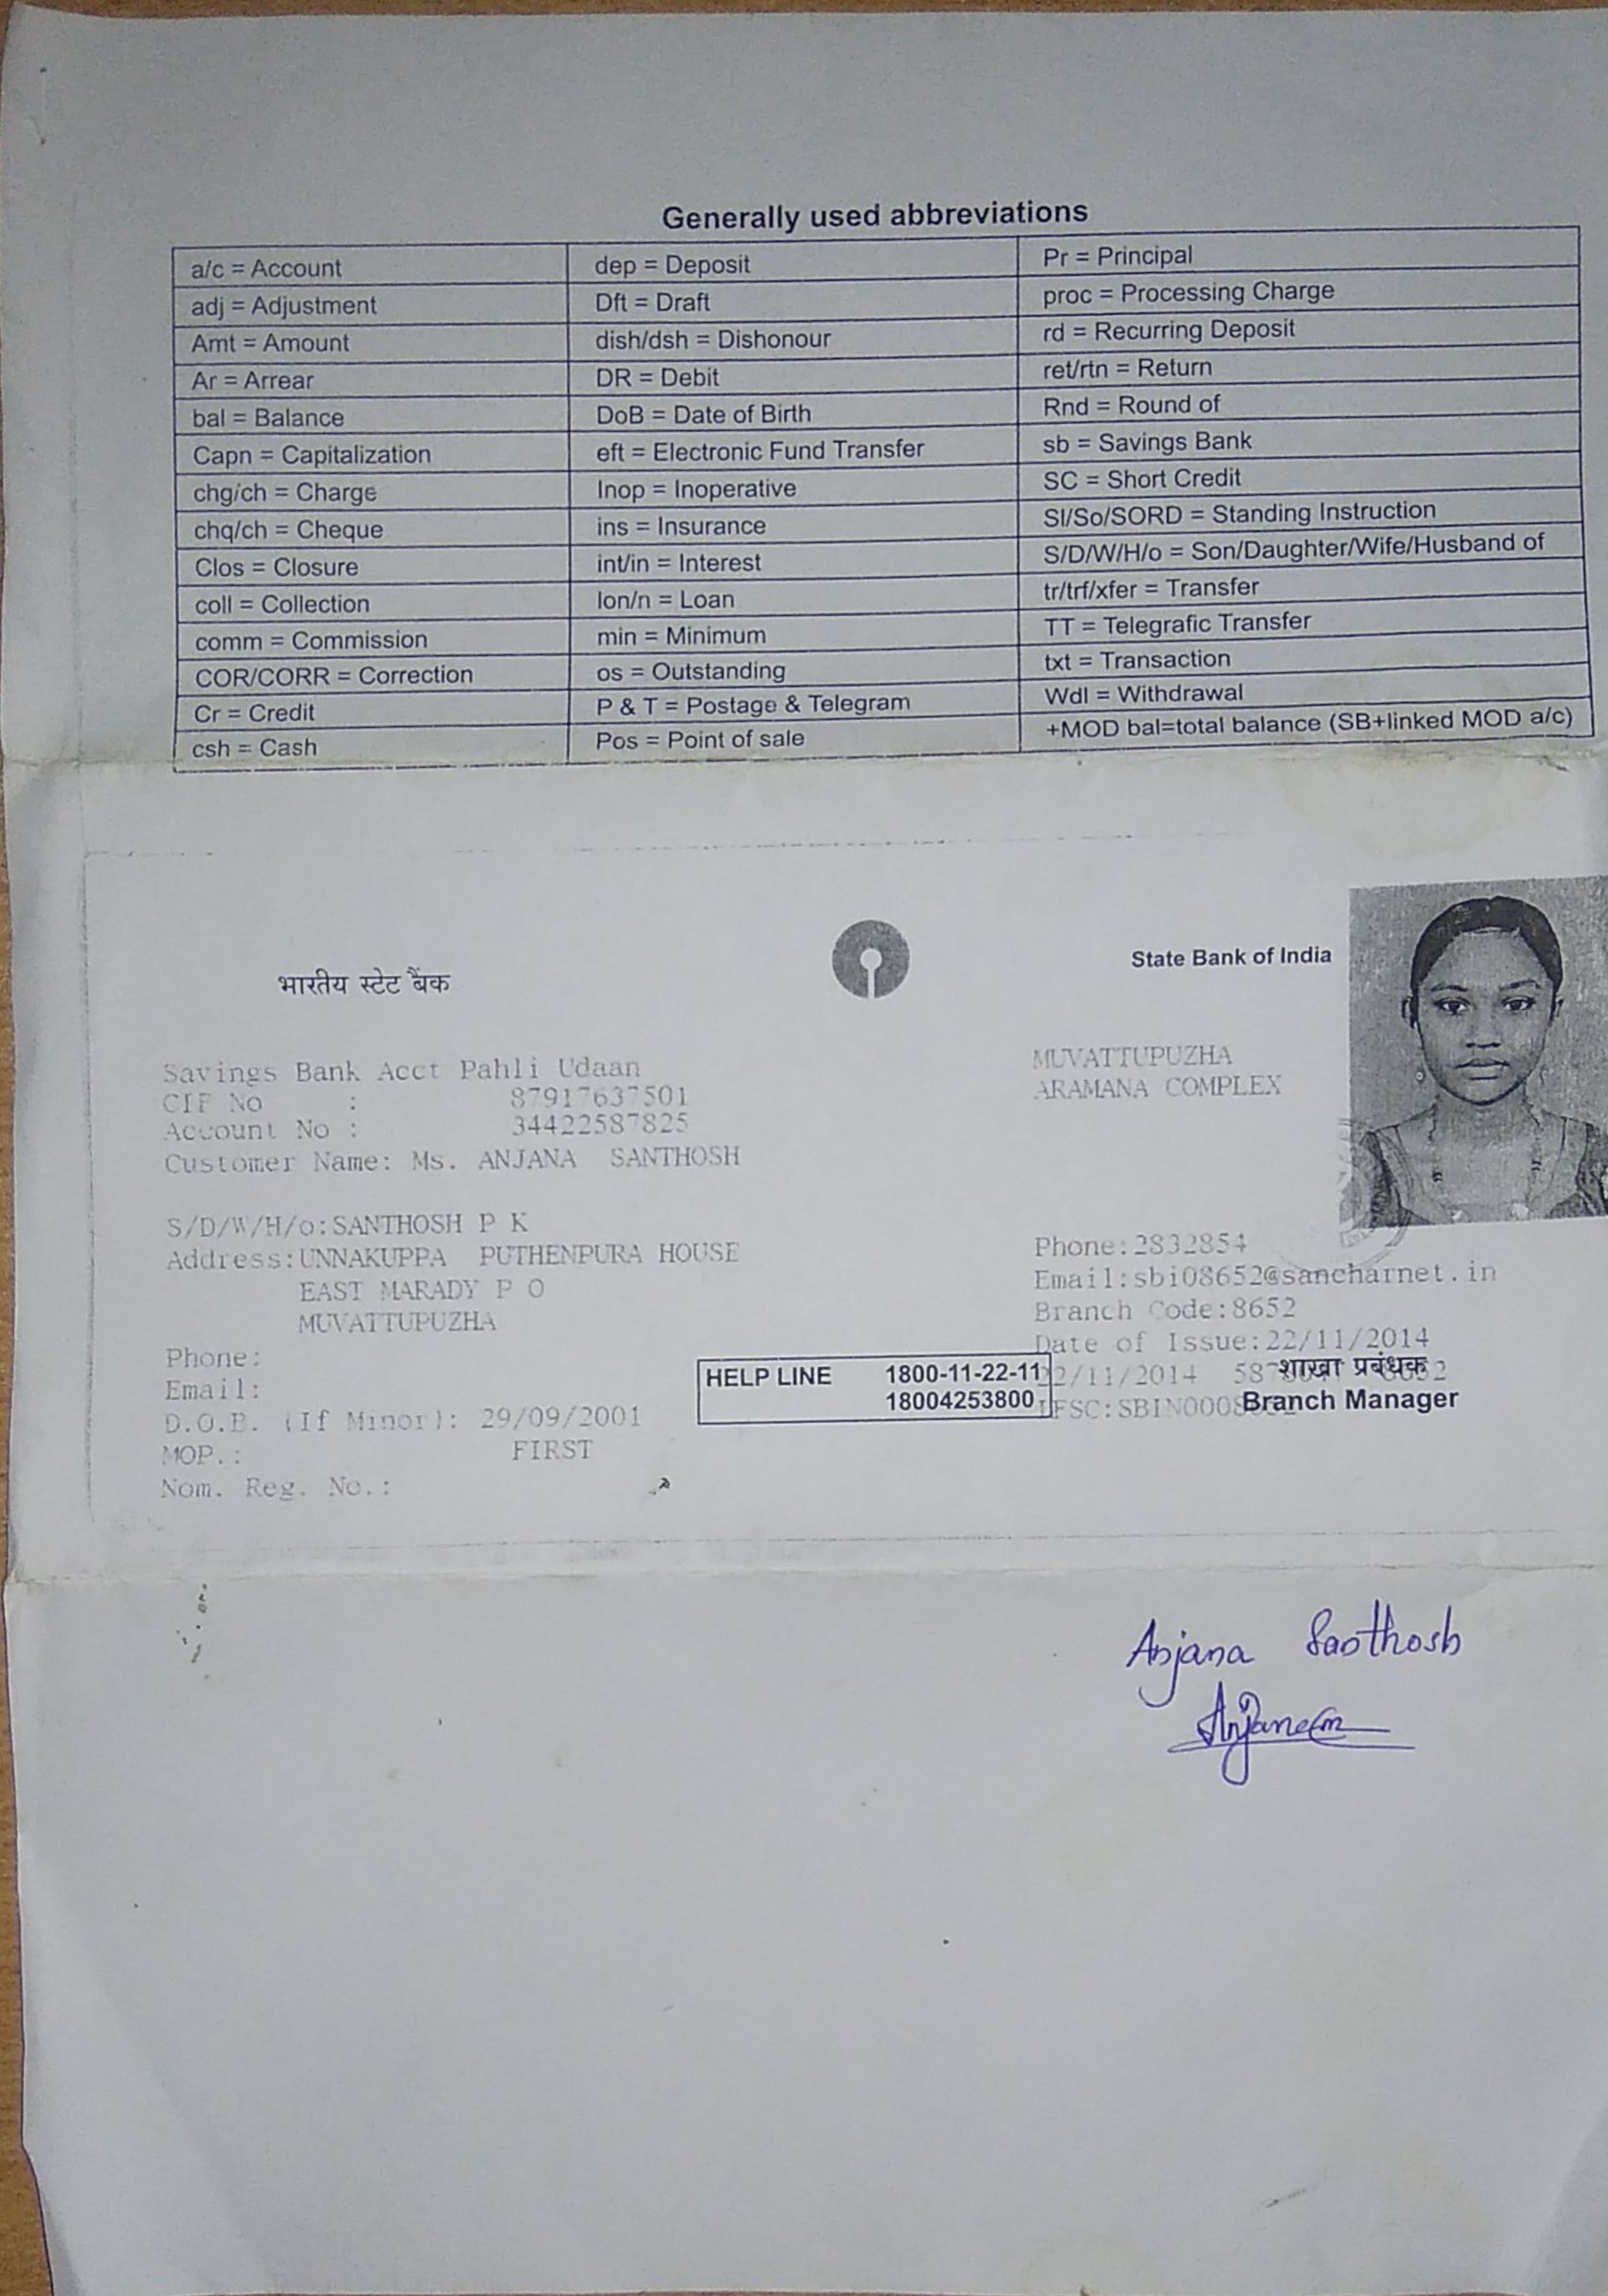 Generally used abbreviations
a/c = Account
adj = Adjustment
Amt = Amount
Ar = Arrear
bal = Balance
Capn = Capitalization
chg/ch = Charge
chq/ch = Cheque
Clos = Closure
coll = Collection
comm = Commission
COR/CORR = Correction
Cr = Credit
csh = Cash
dep = Deposit
Dft = Draft
dish/dsh = Dishonour
DR = Debit
DoB = Date of Birth
eft = Electronic Fund Transfer
Inop = Inoperative
ins = Insurance
int/in = Interest
lon/n = Loan
min = Minimum
os = Outstanding
P & T = Postage & Telegram
Pos = Point of sale
Pr = Principal
proc = Processing Charge
rd = Recurring Deposit
ret/rtn = Return
Rnd = Round of
sb = Savings Bank
SC = Short Credit
SI/So/SORD = Standing Instruction
S/D/W/H/o = Son/Daughter/Wife/Husband of
tr/trf/xfer = Transfer
TT = Telegrafic Transfer
txt = Transaction
Wdl = Withdrawal
+MOD bal=total balance (SB+linked MOD a/c)
भारतीय स्टेट बैंक
State Bank of India
Savings Bank Acct Pahli Udaan
CIF No : 87917637501
Account No : 34422587825
Customer Name: Ms. ANJANA SANTHOSH
S/D/W/H/o:SANTHOSH P K
Address:UNNAKUPPA PUTHENPURA HOUSE
EAST MARADY P O
MUVATTUPUZHA
Phone:
Email:
D.O.B. (If Minor): 29/09/2001
MOP.: FIRST
Nom. Reg. No.:
MUVATTUPUZHA
ARAMANA COMPLEX
Phone:2832854
Email:sbi08652@sancharnet.in
Branch Code:8652
Date of Issue:22/11/2014
22/11/2014
शाखा प्रबंधक
Branch Manager
HELP LINE 1800-11-22-11
18004253800
Anjana Santhosh